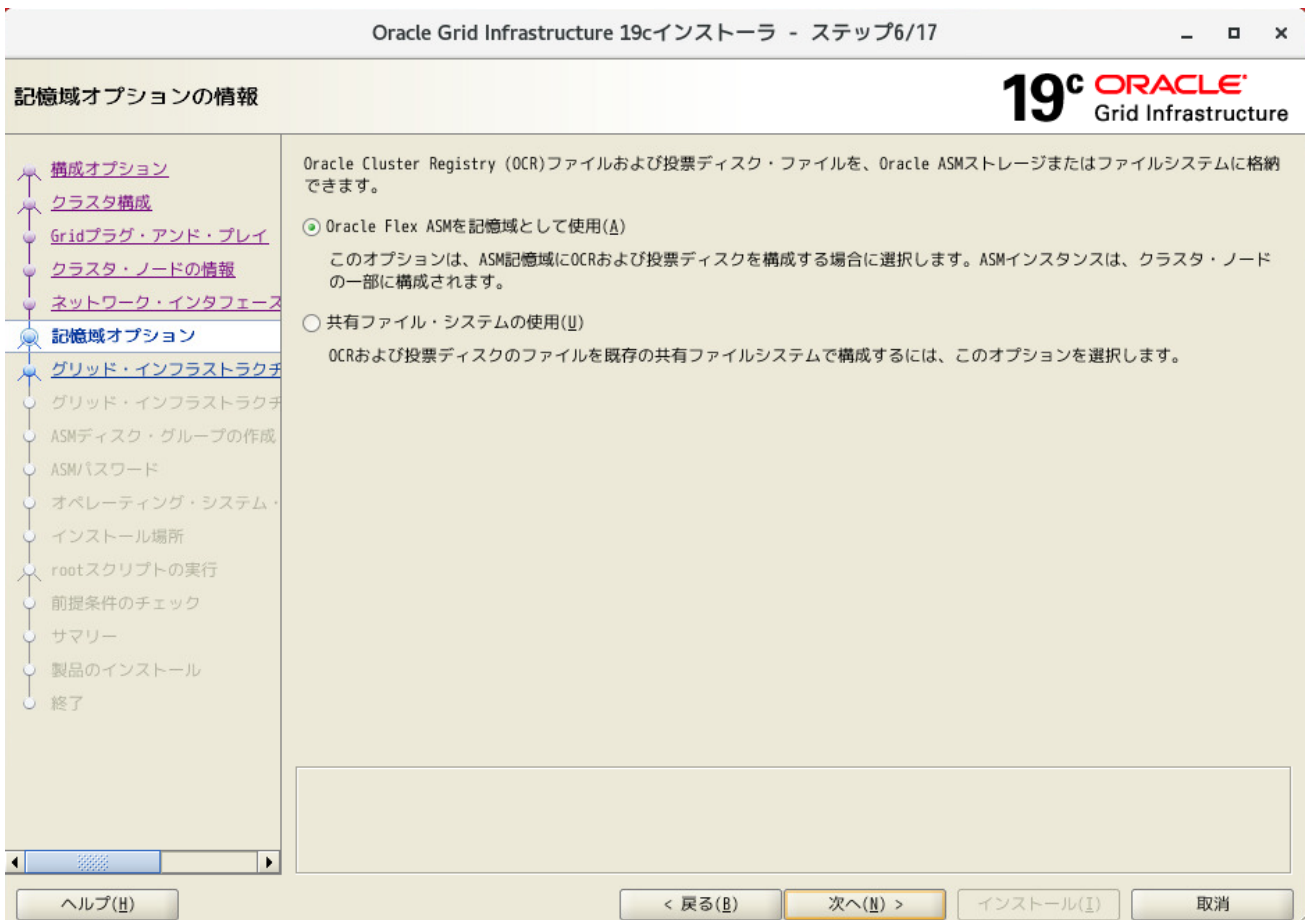 Oracle Grid Infrastructure 19cインストーラ - ステップ6/17
記憶域オプションの情報
19c ORACLE
Grid Infrastructure
構成オプション
クラスタ構成
Gridプラグ・アンド・プレイ
クラスタ・ノードの情報
ネットワーク・インタフェース
記憶域オプション
グリッド・インフラストラクチ
グリッド・インフラストラクチ
ASMディスク・グループの作成
ASMパスワード
オペレーティング・システム・
インストール場所
rootスクリプトの実行
前提条件のチェック
サマリー
製品のインストール
終了
Oracle Cluster Registry (OCR)ファイルおよび投票ディスク・ファイルを、Oracle ASMストレージまたはファイルシステムに格納
できます。
Oracle Flex ASMを記憶域として使用(A)
このオプションは、ASM記憶域にOCRおよび投票ディスクを構成する場合に選択します。ASMインスタンスは、クラスタ・ノード
の一部に構成されます。
共有ファイル・システムの使用(U)
OCRおよび投票ディスクのファイルを既存の共有ファイルシステムで構成するには、このオプションを選択します。
ヘルプ(H)
< 戻る(B)
次へ(N) >
インストール(I)
取消